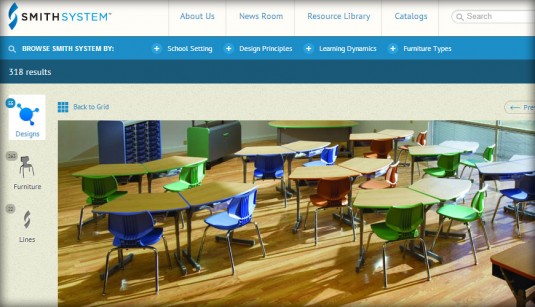 SMITHSYSTEM™
About Us
News Room
Resource Library
Catalogs
Search
BROWSE SMITH SYSTEM BY:
+ School Setting
+ Design Principles
+ Learning Dynamics
+ Furniture Types
318 results
Back to Grid
Designs
Furniture
Lines